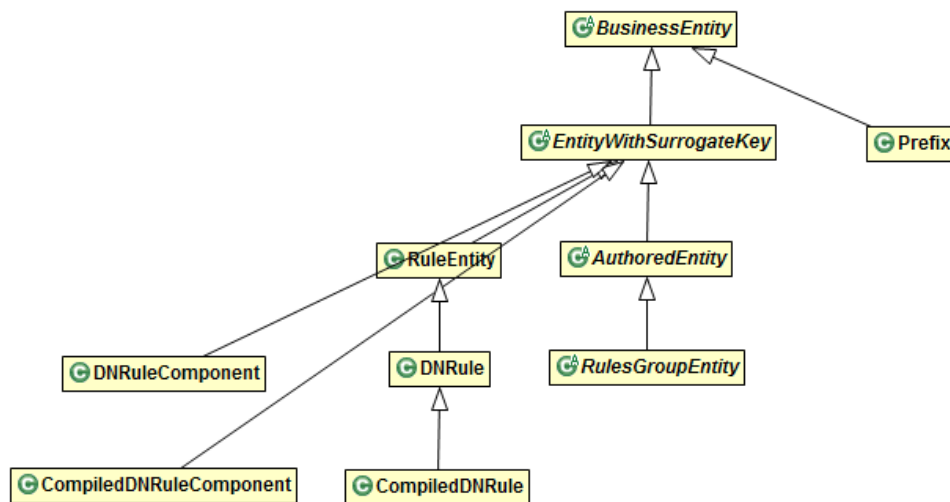 BusinessEntity
EntityWithSurrogateKey
Prefix
RuleEntity
AuthoredEntity
DNRuleComponent
DNRule
RulesGroupEntity
CompiledDNRuleComponent
CompiledDNRule